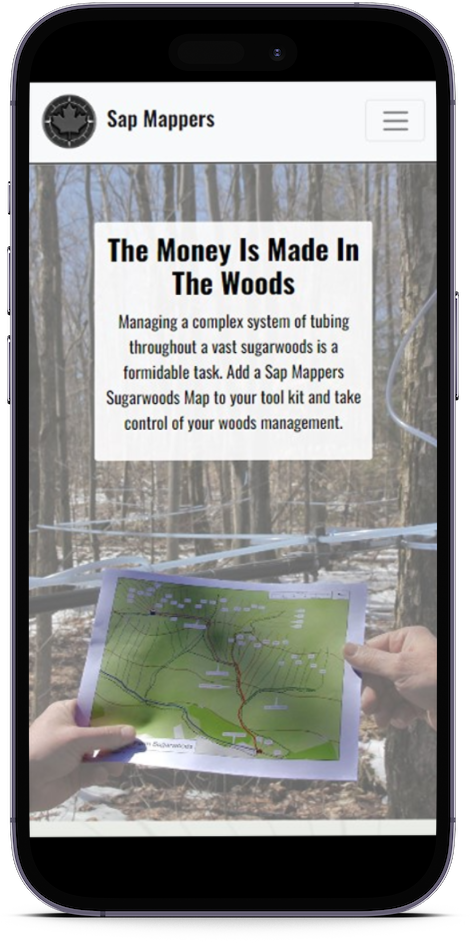 Sap Mappers
The Money Is Made In
The Woods
Managing a complex system of tubing
throughout a vast sugarwoods is a
formidable task. Add a Sap Mappers
Sugarwoods Map to your tool kit and take
control of your woods management.
Sugarwoods